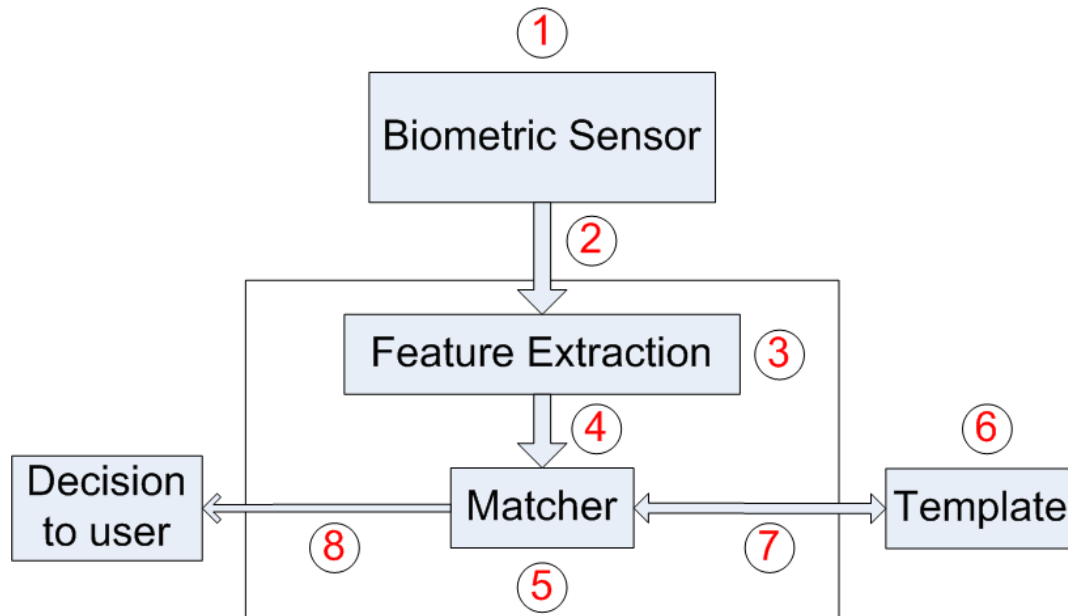 1
Biometric Sensor
2
Feature Extraction
3
4
6
Decision
to user
Matcher
Template
8
7
5